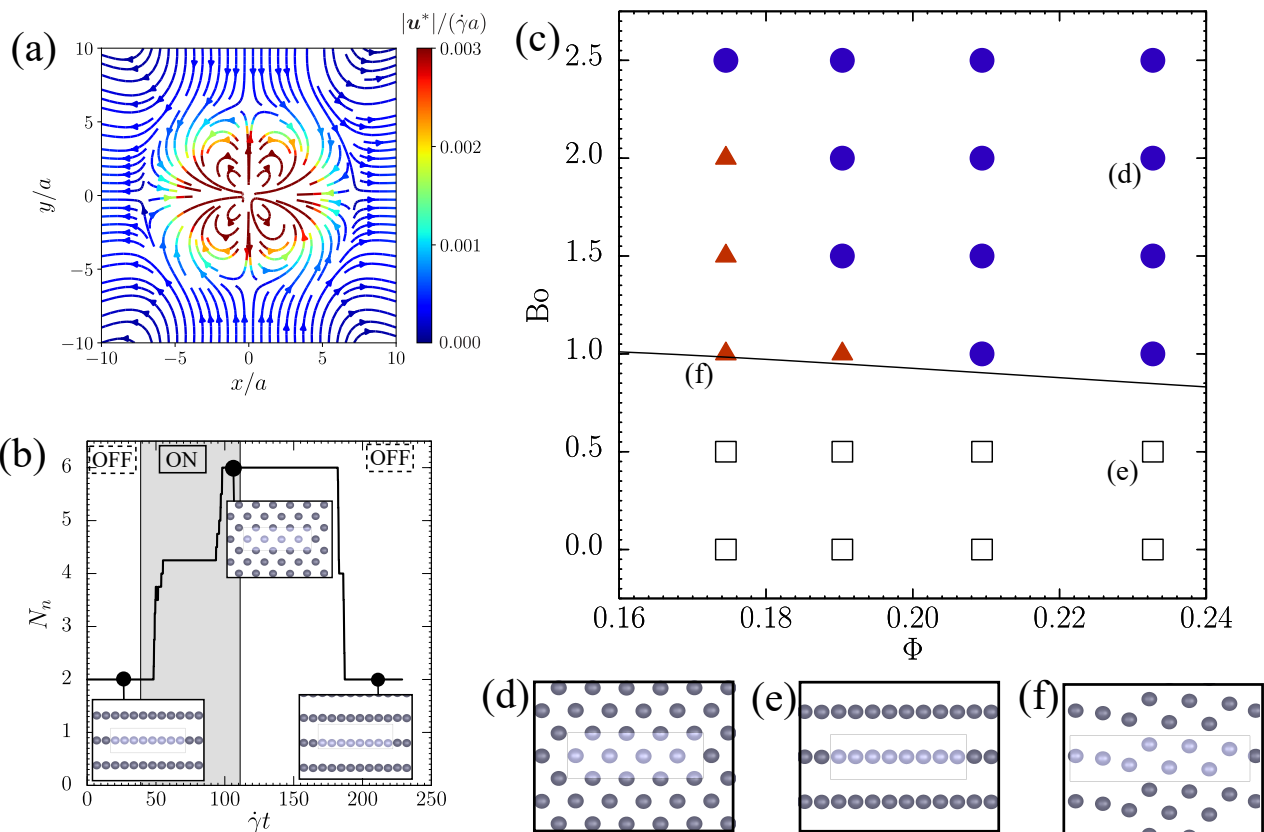 (a)
|u*|/(γ̇a)
10
5
0
−5
−10
y/a
−10
−5
0
5
10
x/a
0.003
0.002
0.001
0.000
(b)
OFF
ON
OFF
6
5
4
3
2
1
0
Nₙ
0
50
100
150
200
250
γ̇t
(c)
2.5
2.0
1.5
1.0
0.5
0.0
Bo
(d)
(f)
(e)
0.16
0.18
0.20
0.22
0.24
Φ
(d)
(e)
(f)